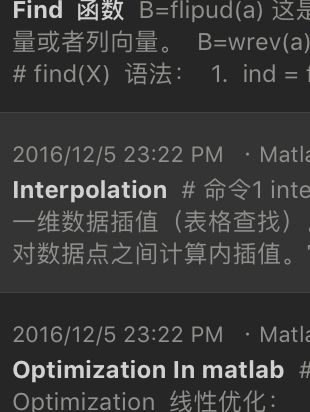 Find 函数 B=flipud(a) 这是
量或者列向量。 B=wrev(a)
# find(X) 语法： 1. ind = f
2016/12/5 23:22 PM · Matla
Interpolation # 命令1 inte
一维数据插值（表格查找）。
对数据点之间计算内插值。"
2016/12/5 23:22 PM · Matla
Optimization In matlab #
Optimization 线性优化：